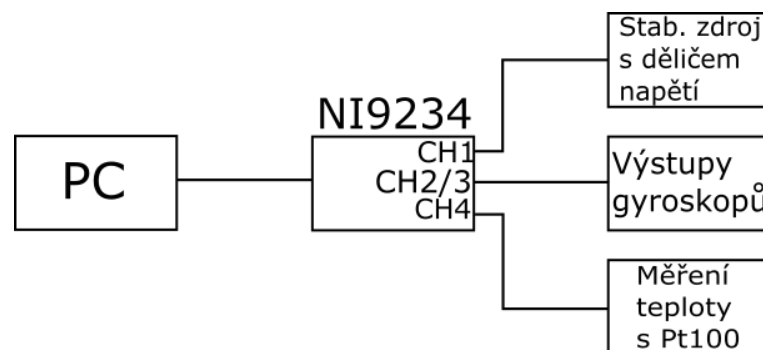 Stab. zdroj
s děličem
napětí
NI9234
PC
CH1
CH2/3
CH4
Výstupy
gyroskopů
Měření
teploty
s Pt100